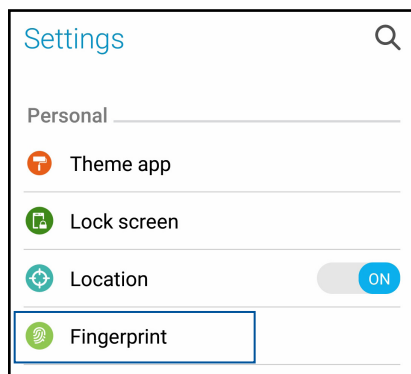 Settings
Personal
Theme app
Lock screen
Location ON
Fingerprint